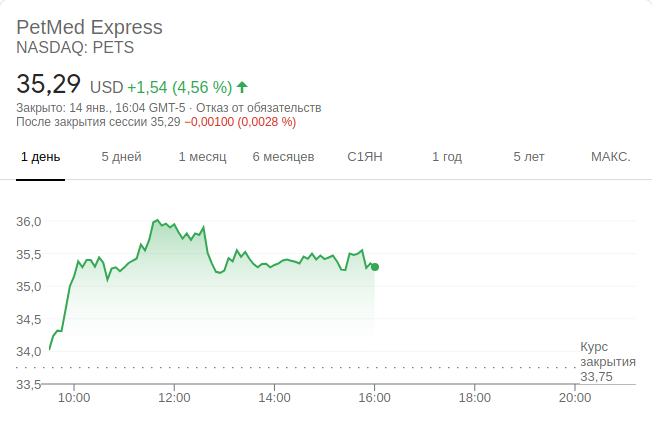 PetMed Express
NASDAQ: PETS
35,29 USD +1,54 (4,56 %)
Закрыто: 14 янв., 16:04 GMT-5 · Отказ от обязательств
После закрытия сессии 35,29 −0,00100 (0,0028 %)
1 день 5 дней 1 месяц 6 месяцев С1ЯН 1 год 5 лет МАКС.
36,0
35,5
35,0
34,5
34,0
Курс
закрытия
33,75
33,5
10:00 12:00 14:00 16:00 18:00 20:00